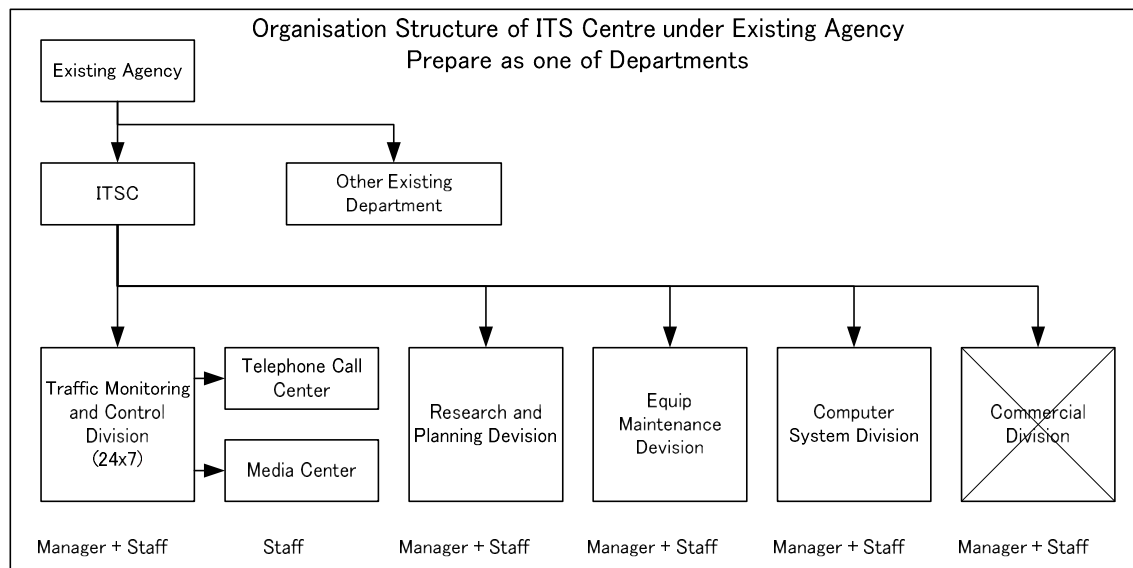 Organisation Structure of ITS Centre under Existing Agency
Prepare as one of Departments
Existing Agency
ITSC
Other Existing
Department
Traffic Monitoring
and Control
Division
(24x7)
Telephone Call
Center
Media Center
Research and
Planning Devision
Equip
Maintenance
Devision
Computer
System Division
Commercial
Division
Manager + Staff
Staff
Manager + Staff
Manager + Staff
Manager + Staff
Manager + Staff